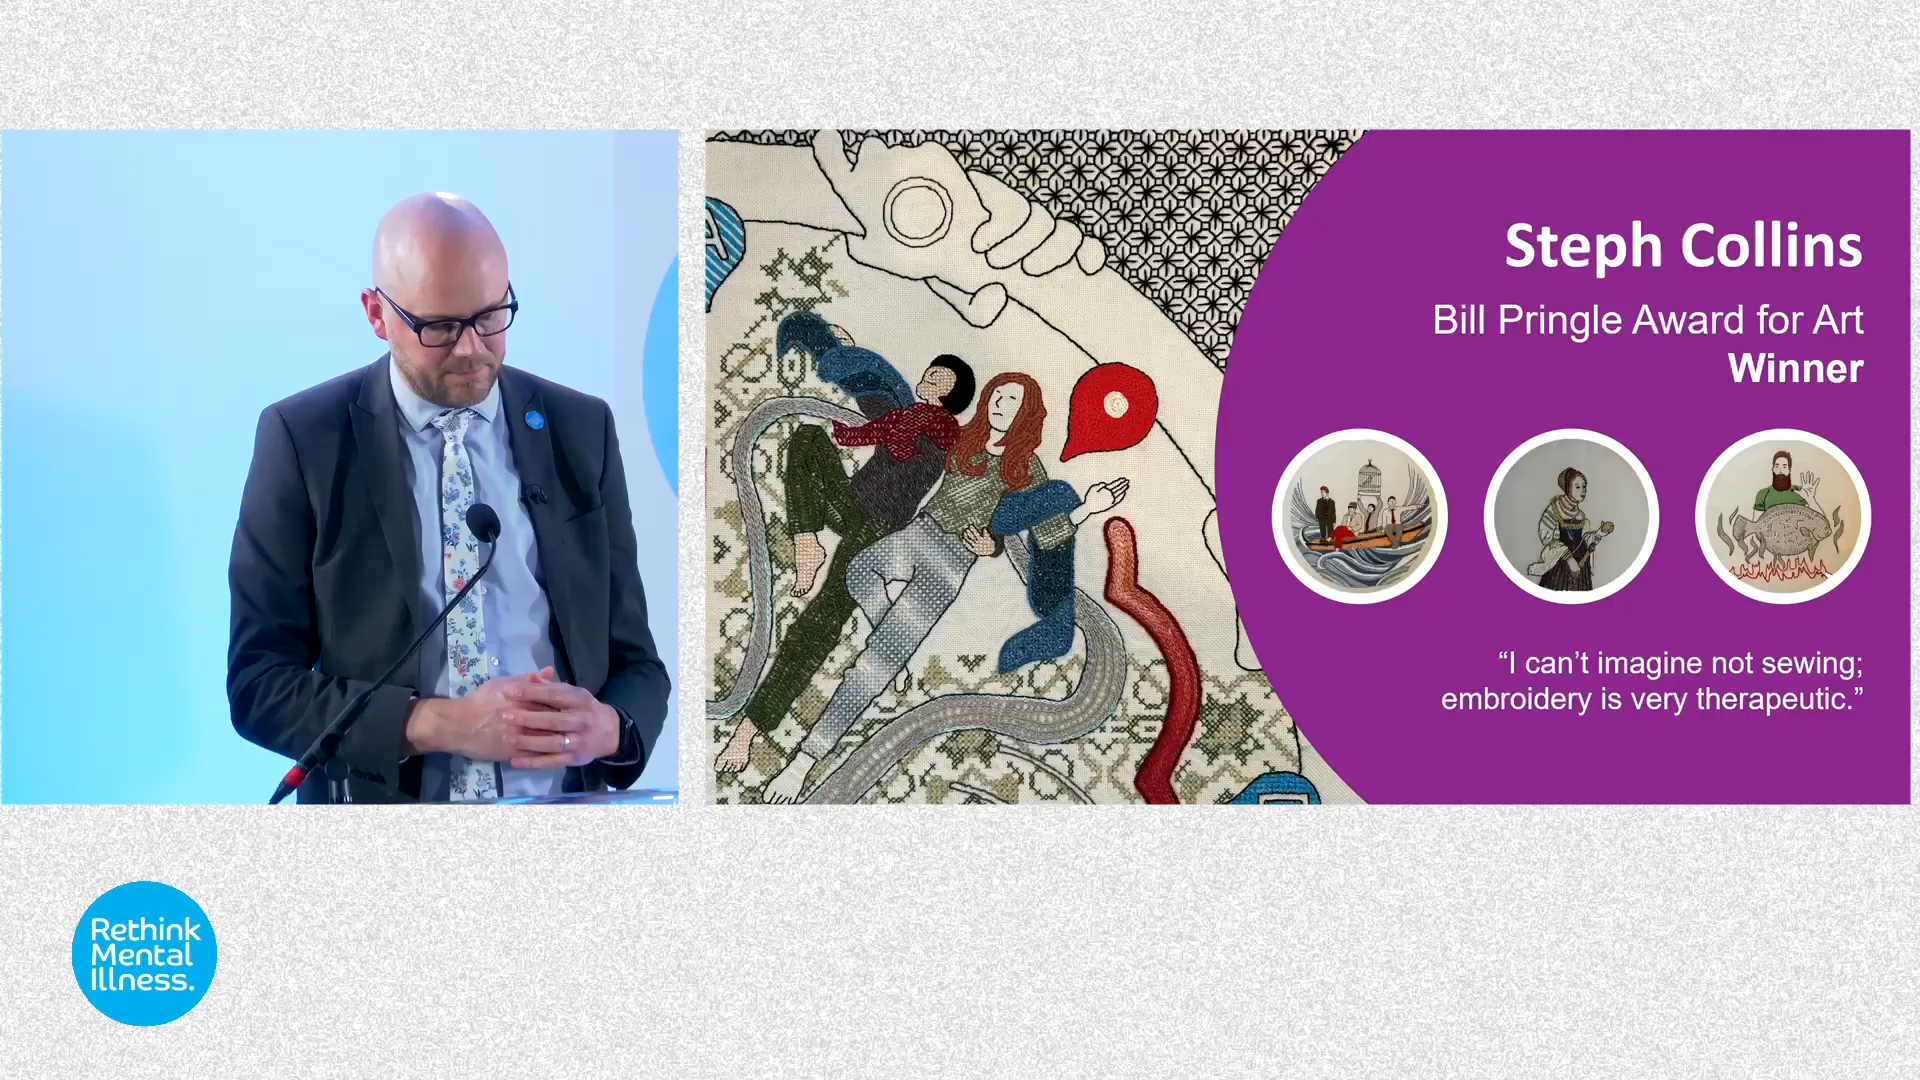 Steph Collins
Bill Pringle Award for Art
Winner
“I can’t imagine not sewing;
embroidery is very therapeutic.”
Rethink
Mental
Illness.